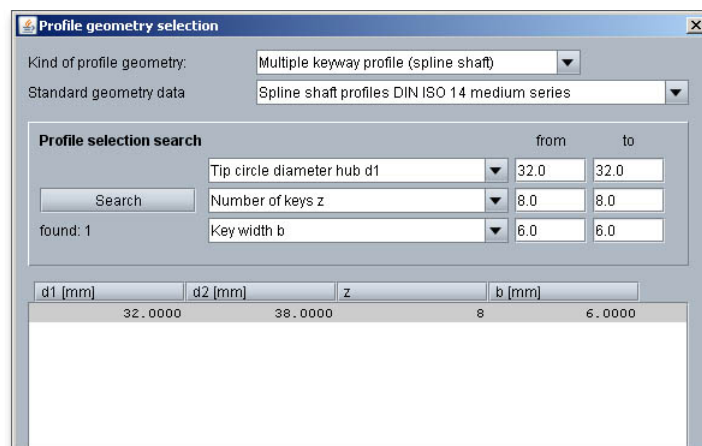 Profile geometry selection
Kind of profile geometry: Multiple keyway profile (spline shaft)
Standard geometry data Spline shaft profiles DIN ISO 14 medium series
Profile selection search from to
Tip circle diameter hub d1 32.0 32.0
Search Number of keys z 8.0 8.0
found: 1 Key width b 6.0 6.0
d1 [mm] d2 [mm] z b [mm]
32.0000 38.0000 8 6.0000